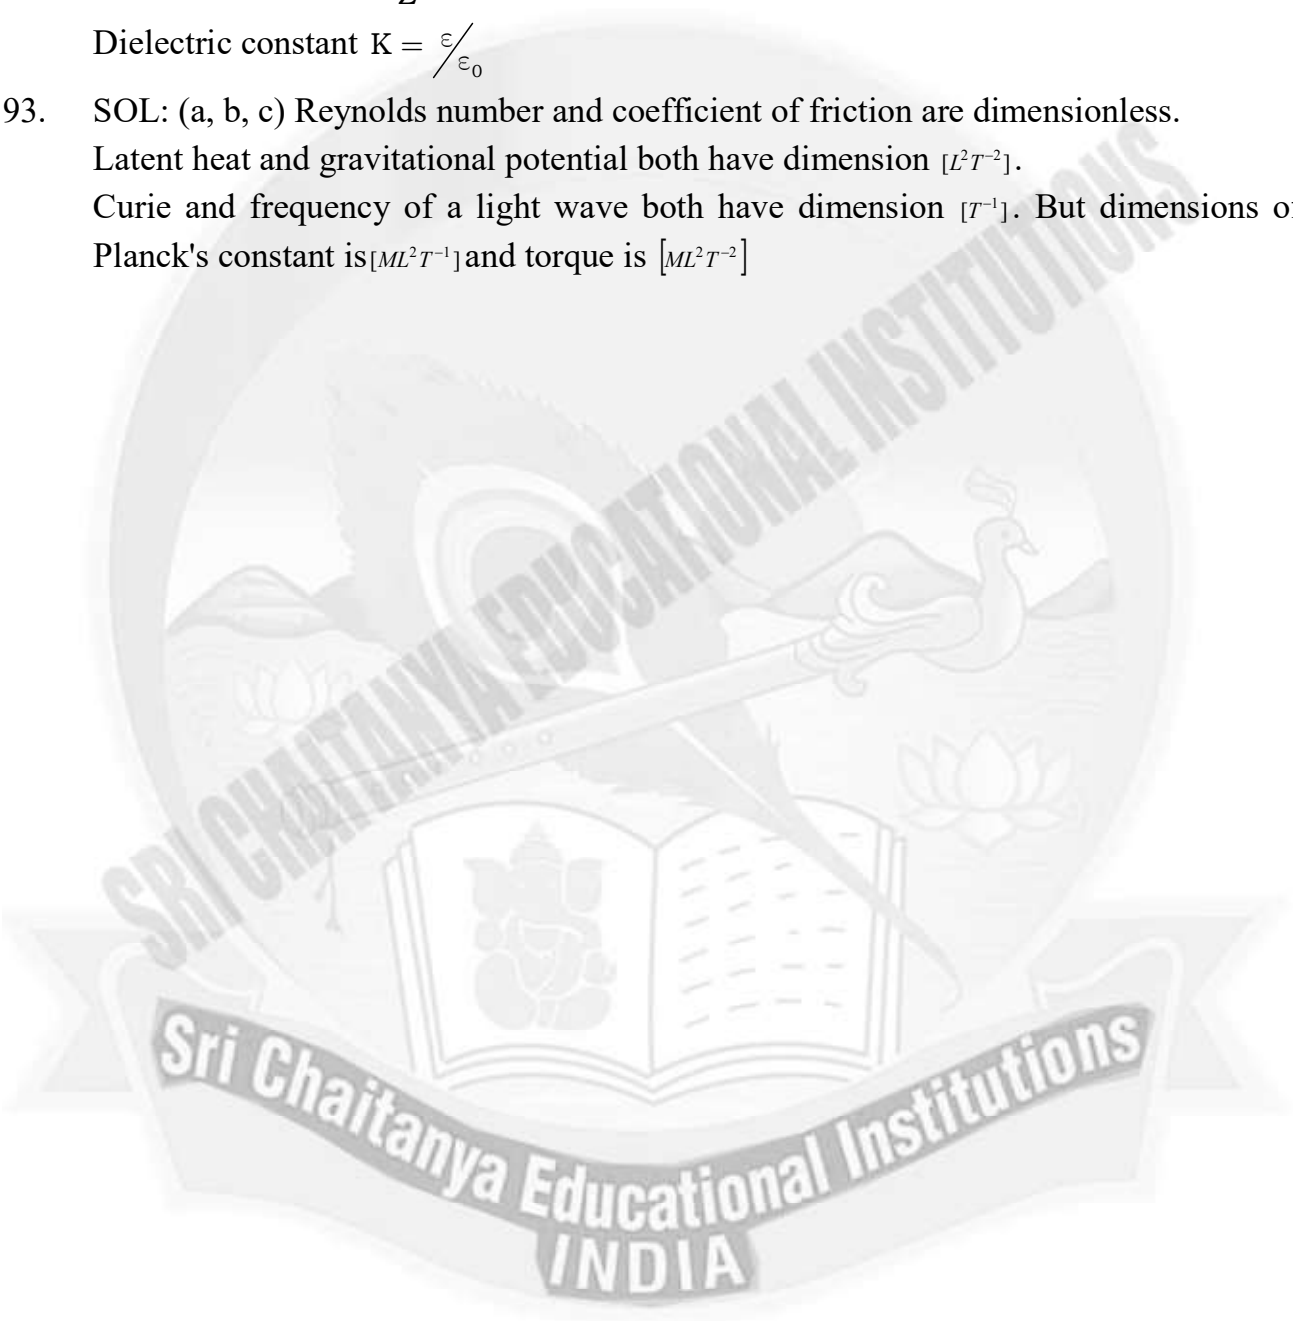 Dielectric constant K = ε/ε₀
93. SOL: (a, b, c) Reynolds number and coefficient of friction are dimensionless.
Latent heat and gravitational potential both have dimension [L²T⁻²].
Curie and frequency of a light wave both have dimension [T⁻¹]. But dimensions of
Planck's constant is[ML²T⁻¹]and torque is [ML²T⁻²]
SRI CHAITANYA EDUCATIONAL INSTITUTIONS
Sri Chaitanya Educational Institutions
INDIA